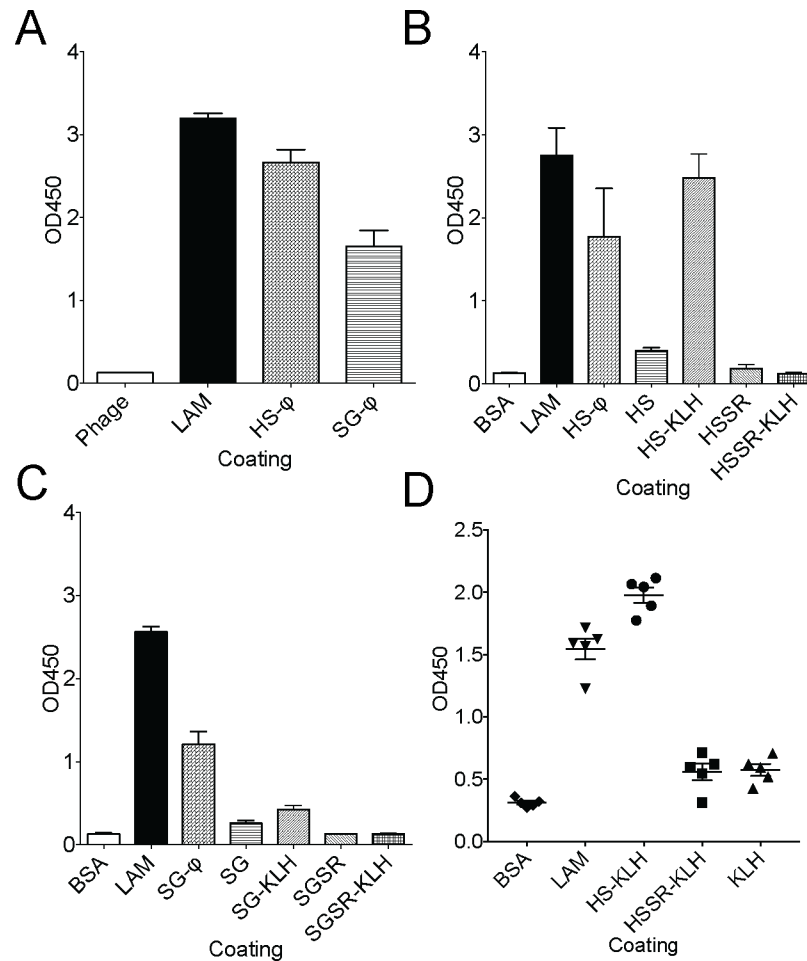 A
4
3
2
1
0
OD450
Phage
LAM
HS-φ
SG-φ
Coating
B
4
3
2
1
0
OD450
BSA
LAM
HS-φ
HS
HS-KLH
HSSR
HSSR-KLH
Coating
C
4
3
2
1
0
OD450
BSA
LAM
SG-φ
SG
SG-KLH
SGSR
SGSR-KLH
Coating
D
2.5
2.0
1.5
1.0
0.5
0.0
OD450
BSA
LAM
HS-KLH
HSSR-KLH
KLH
Coating